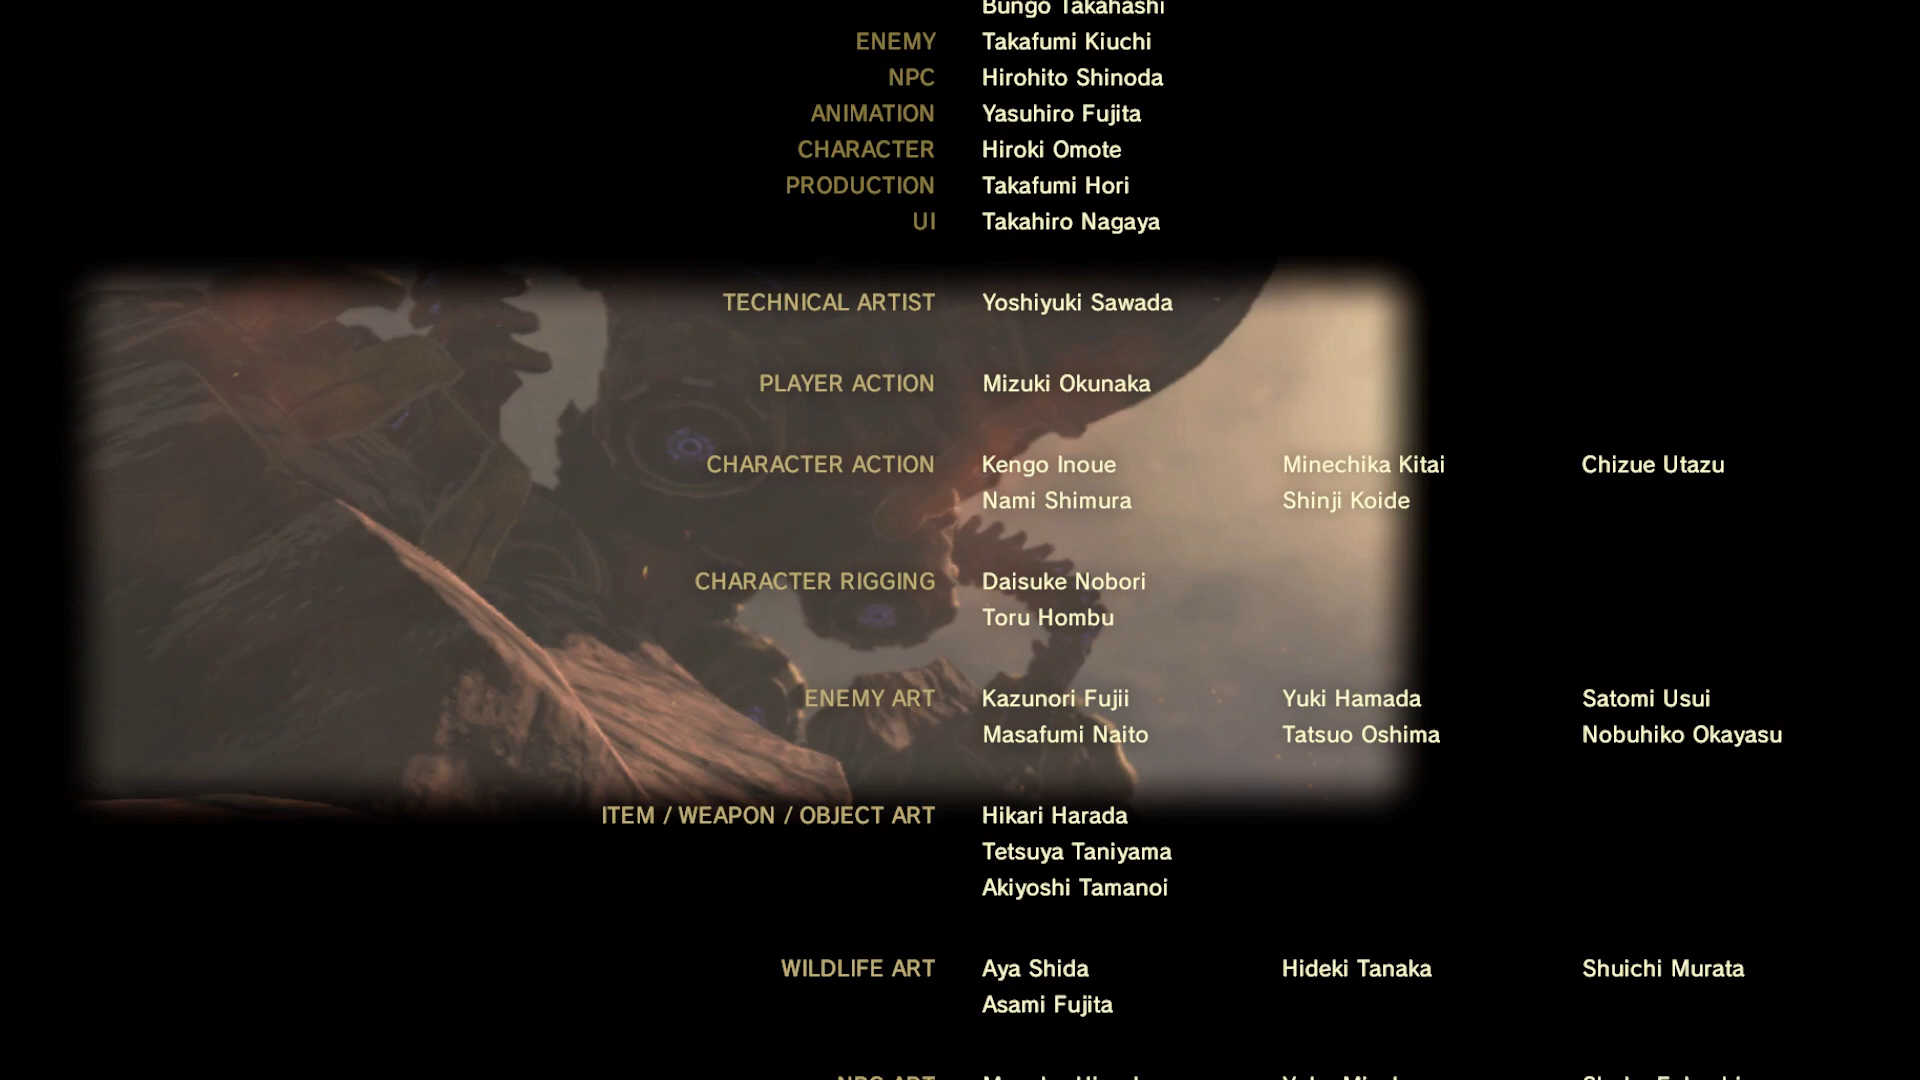 Bungo Takahashi
ENEMY Takafumi Kiuchi
NPC Hirohito Shinoda
ANIMATION Yasuhiro Fujita
CHARACTER Hiroki Omote
PRODUCTION Takafumi Hori
UI Takahiro Nagaya
TECHNICAL ARTIST Yoshiyuki Sawada
PLAYER ACTION Mizuki Okunaka
CHARACTER ACTION Kengo Inoue Minechika Kitai Chizue Utazu
Nami Shimura Shinji Koide
CHARACTER RIGGING Daisuke Nobori
Toru Hombu
ENEMY ART Kazunori Fujii Yuki Hamada Satomi Usui
Masafumi Naito Tatsuo Oshima Nobuhiko Okayasu
ITEM / WEAPON / OBJECT ART Hikari Harada
Tetsuya Taniyama
Akiyoshi Tamanoi
WILDLIFE ART Aya Shida Hideki Tanaka Shuichi Murata
Asami Fujita
NPC ART